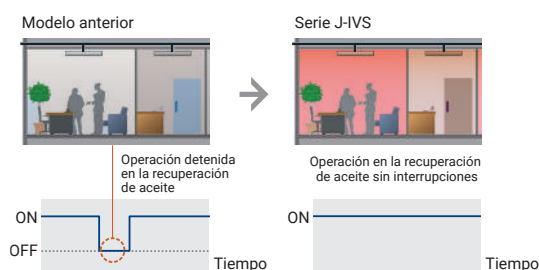 Modelo anterior
Serie J-IVS
Operación detenida
en la recuperación
de aceite
Operación en la recuperación
de aceite sin interrupciones
ON
OFF
Tiempo
ON
Tiempo